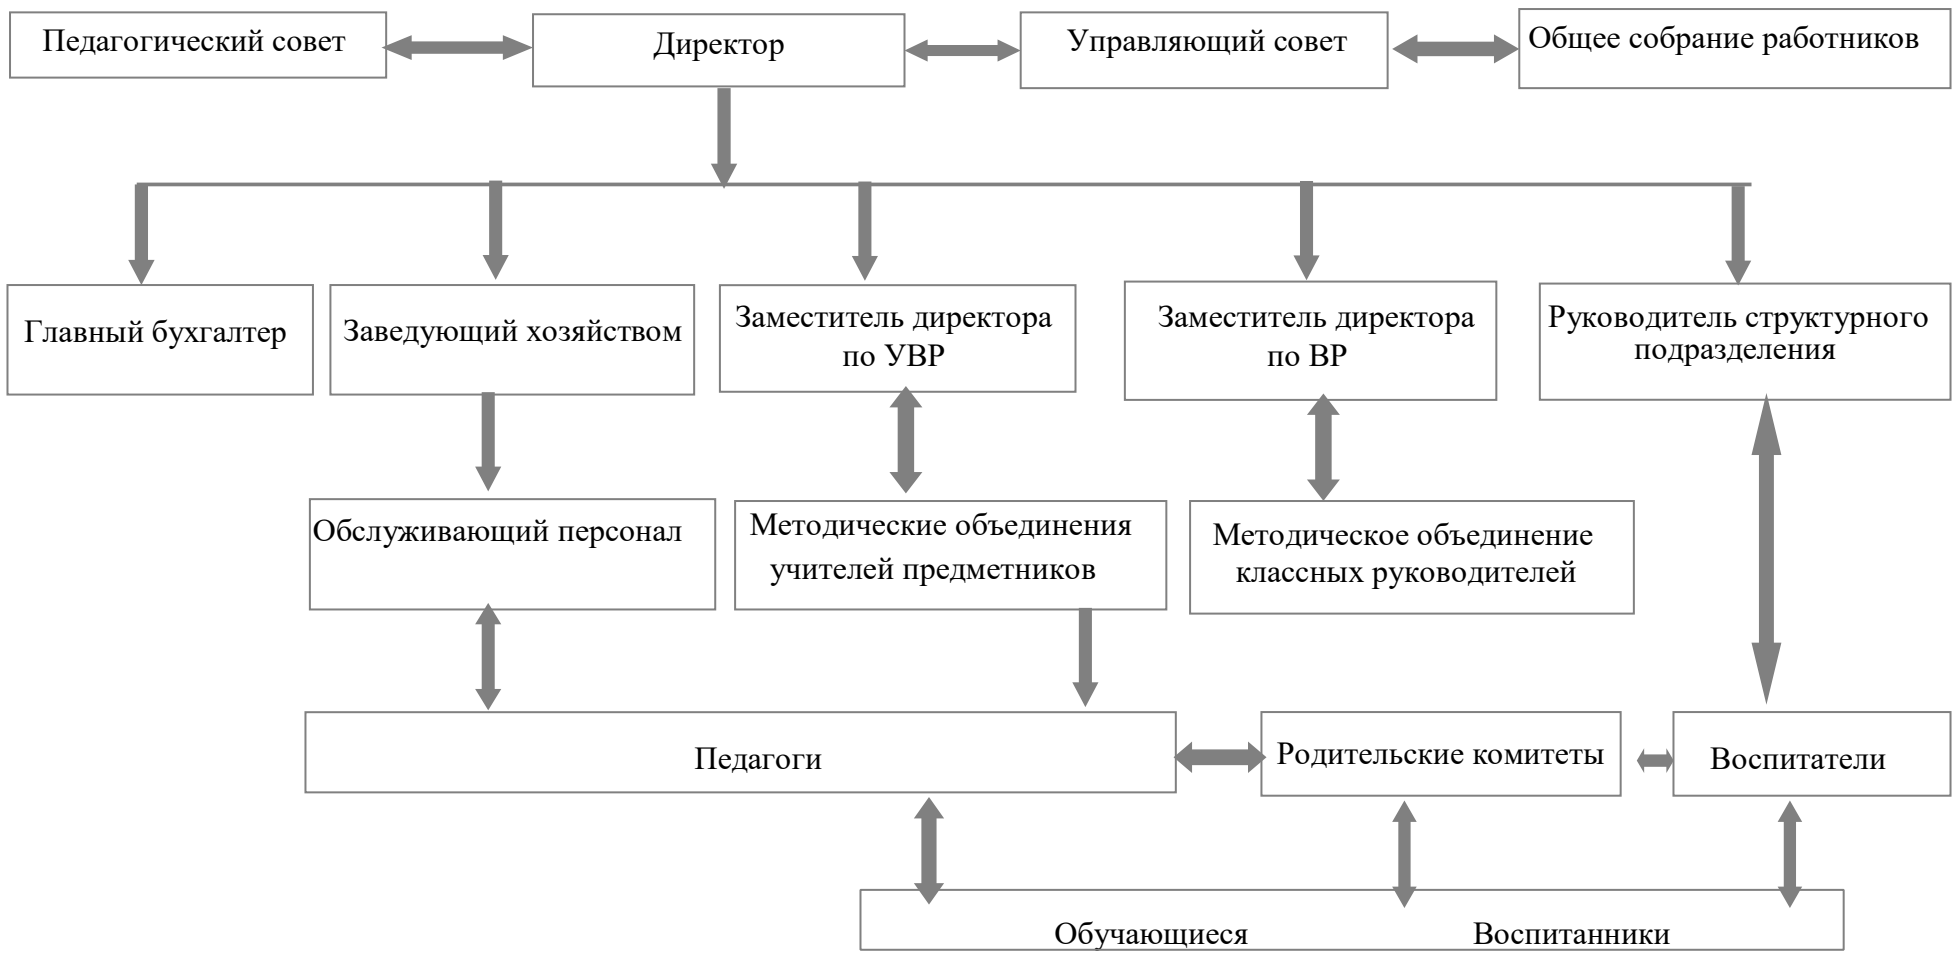 Педагогический совет
Директор
Управляющий совет
Общее собрание работников
Главный бухгалтер
Заведующий хозяйством
Заместитель директора
по УВР
Заместитель директора
по ВР
Руководитель структурного
подразделения
Обслуживающий персонал
Методические объединения
учителей предметников
Методическое объединение
классных руководителей
Педагоги
Родительские комитеты
Воспитатели
Обучающиеся
Воспитанники